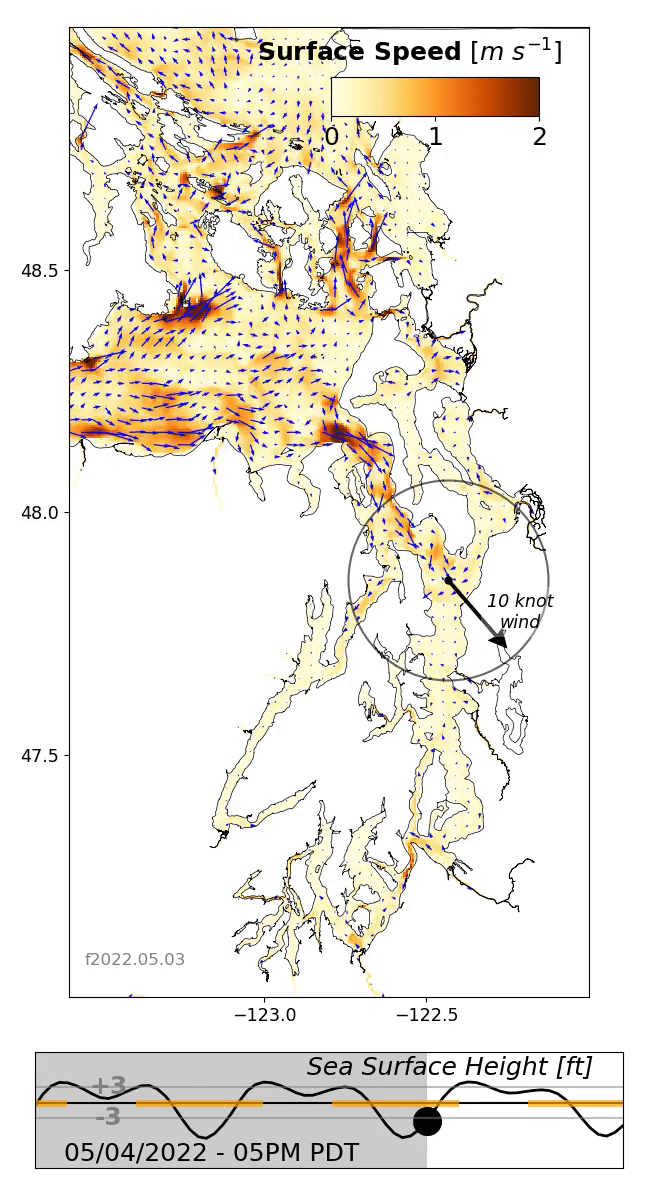 Surface Speed [m s⁻¹]
0 1 2
48.5
48.0
10 knot
wind
47.5
f2022.05.03
−123.0 −122.5
Sea Surface Height [ft]
+3
-3
05/04/2022 - 05PM PDT